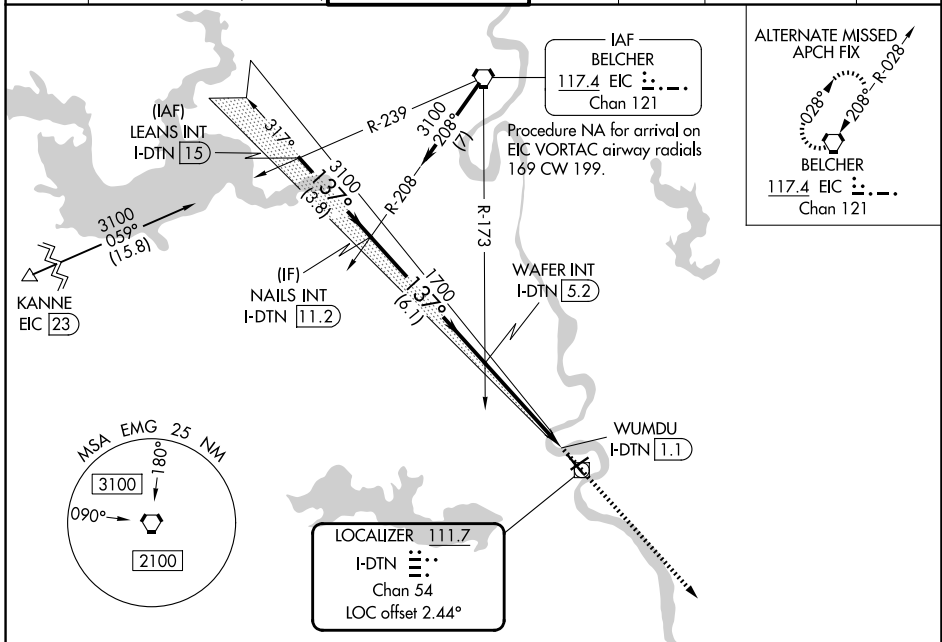 IAF
BELCHER
117.4 EIC
Chan 121
Procedure NA for arrival on
EIC VORTAC airway radials
169 CW 199.
ALTERNATE MISSED
APCH FIX
R-028
208°
028°
BELCHER
117.4 EIC
Chan 121
(IAF)
LEANS INT
I-DTN 15
317°
R-239
3100
208°
(7)
R-208
R-173
3100
137°
(3.8)
3100
059°
(15.8)
KANNE
EIC 23
(IF)
NAILS INT
I-DTN 11.2
1700
137°
(6.1)
WAFER INT
I-DTN 5.2
WUMDU
I-DTN 1.1
MSA EMG 25 NM
180°
3100
090°
2100
LOCALIZER 111.7
I-DTN
Chan 54
LOC offset 2.44°